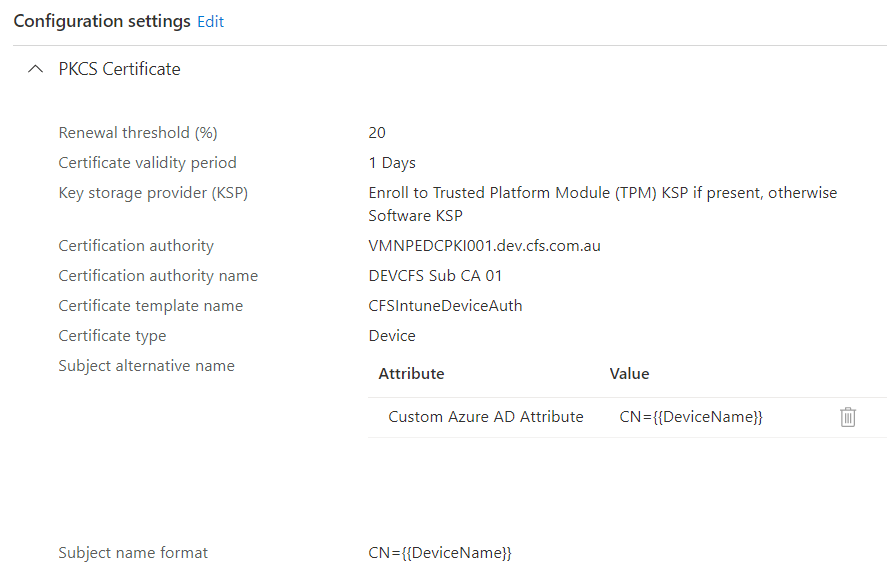 Configuration settings Edit
PKCS Certificate
Renewal threshold (%) 20
Certificate validity period 1 Days
Key storage provider (KSP) Enroll to Trusted Platform Module (TPM) KSP if present, otherwise
Software KSP
Certification authority VMNPEDCPKI001.dev.cfs.com.au
Certification authority name DEVCFS Sub CA 01
Certificate template name CFSIntuneDeviceAuth
Certificate type Device
Subject alternative name
Attribute Value
Custom Azure AD Attribute CN={{DeviceName}}
Subject name format CN={{DeviceName}}